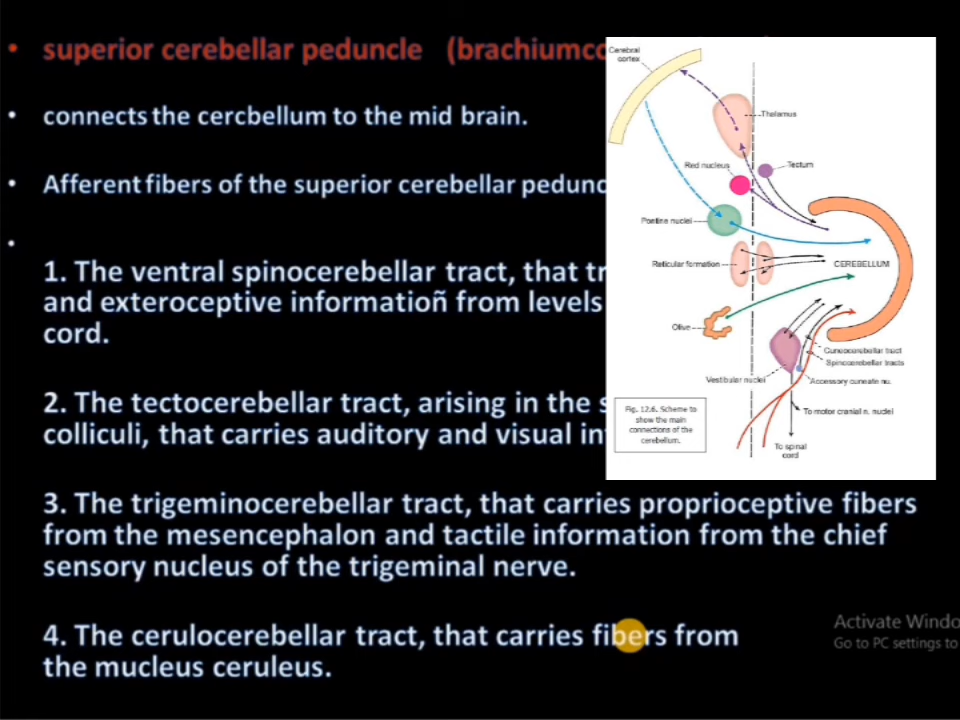 superior cerebellar peduncle (brachiumco
connects the cercbellum to the mid brain.
Afferent fibers of the superior cerebellar pedunc
1. The ventral spinocerebellar tract, that tr
and exteroceptive informatioñ from levels
cord.
2. The tectocerebellar tract, arising in the s
colliculi, that carries auditory and visual in
3. The trigeminocerebellar tract, that carries proprioceptive fibers
from the mesencephalon and tactile information from the chief
sensory nucleus of the trigeminal nerve.
4. The cerulocerebellar tract, that carries fibers from
the mucleus ceruleus.
Cerebral
cortex
Thalamus
Red nucleus
Tectum
Pontine nuclei
Reticular formation
CEREBELLUM
Olive
Cuneocerebellar tract
Spinocerebellar tracts
Vestibular nuclei
Accessory cuneate nu.
Fig. 12.6. Scheme to
show the main
connections of the
cerebellum.
To motor cranial n. nuclei
To spinal
cord
Activate Windo
Go to PC settings to